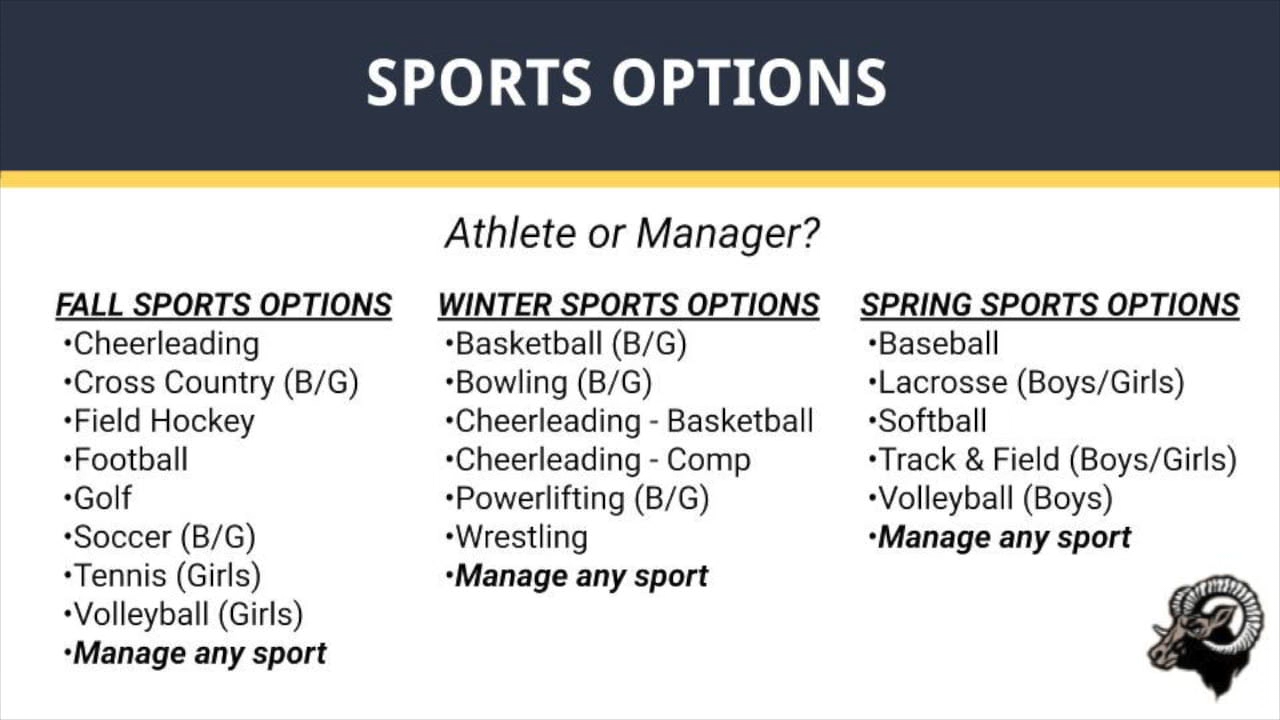 SPORTS OPTIONS
Athlete or Manager?
FALL SPORTS OPTIONS
•Cheerleading
•Cross Country (B/G)
•Field Hockey
•Football
•Golf
•Soccer (B/G)
•Tennis (Girls)
•Volleyball (Girls)
•Manage any sport
WINTER SPORTS OPTIONS
•Basketball (B/G)
•Bowling (B/G)
•Cheerleading - Basketball
•Cheerleading - Comp
•Powerlifting (B/G)
•Wrestling
•Manage any sport
SPRING SPORTS OPTIONS
•Baseball
•Lacrosse (Boys/Girls)
•Softball
•Track & Field (Boys/Girls)
•Volleyball (Boys)
•Manage any sport